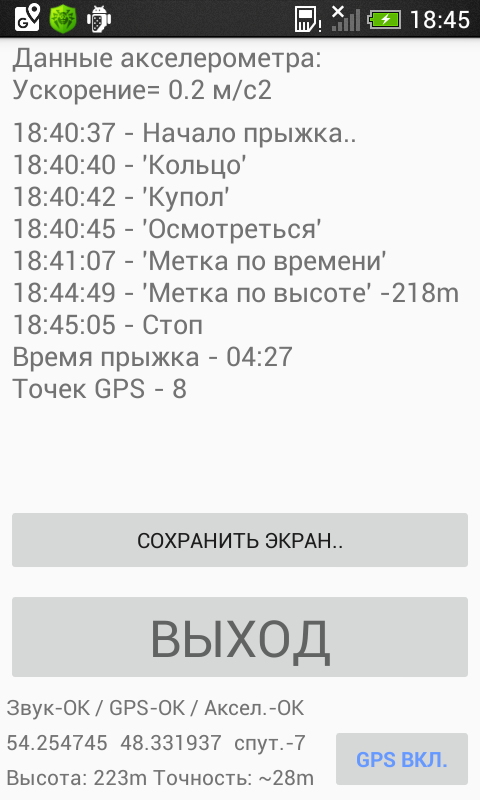 18:45
Данные акселерометра:
Ускорение= 0.2 м/с2
18:40:37 - Начало прыжка..
18:40:40 - 'Кольцо'
18:40:42 - 'Купол'
18:40:45 - 'Осмотреться'
18:41:07 - 'Метка по времени'
18:44:49 - 'Метка по высоте' -218m
18:45:05 - Стоп
Время прыжка - 04:27
Точек GPS - 8
СОХРАНИТЬ ЭКРАН..
ВЫХОД
Звук-OK / GPS-OK / Аксел.-OK
54.254745 48.331937 спут.-7
GPS ВКЛ.
Высота: 223m Точность: ~28m